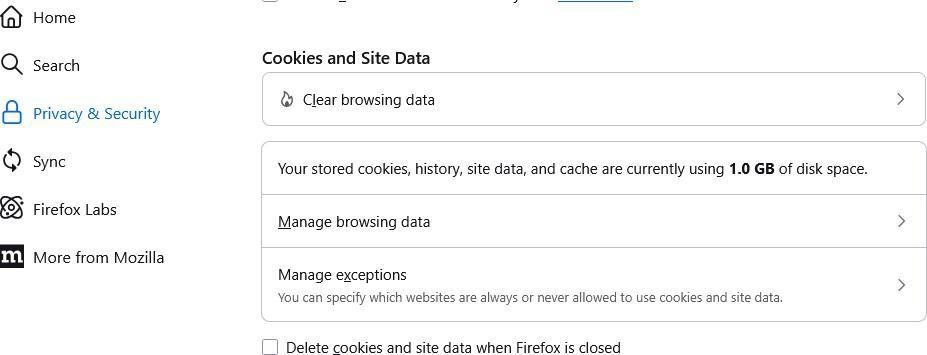 Home
Search
Privacy & Security
Sync
Firefox Labs
m More from Mozilla
Cookies and Site Data
Clear browsing data
Your stored cookies, history, site data, and cache are currently using 1.0 GB of disk space.
Manage browsing data
Manage exceptions
You can specify which websites are always or never allowed to use cookies and site data.
Delete cookies and site data when Firefox is closed